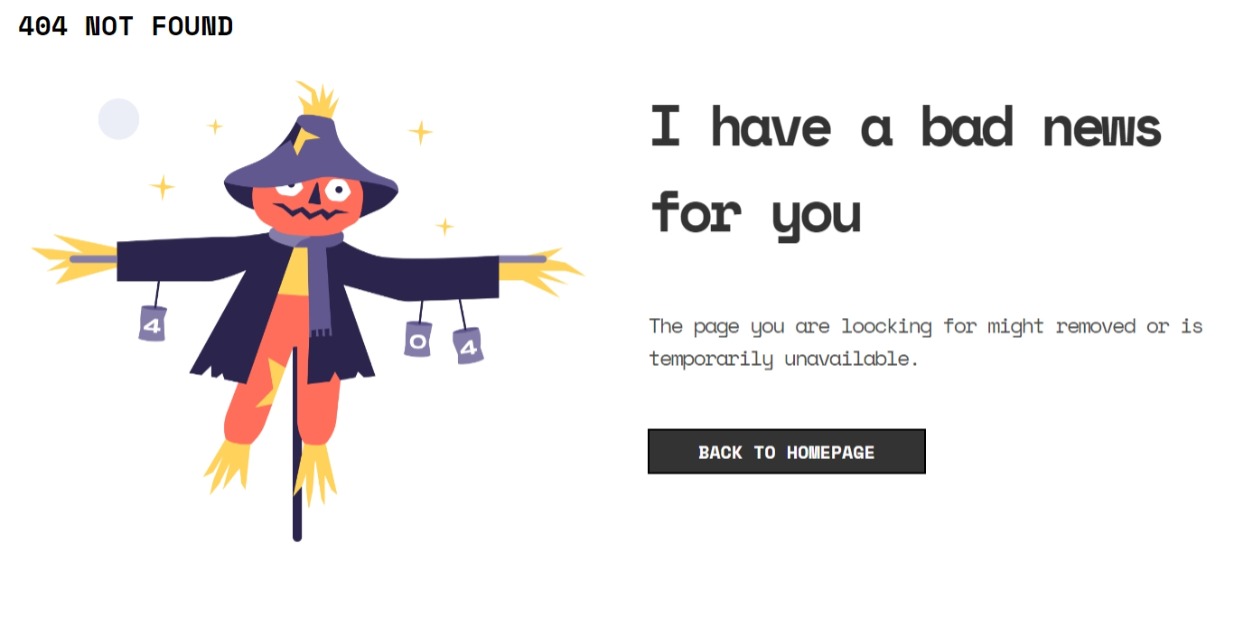 404 NOT FOUND
I have a bad news
for you
4
0
4
The page you are loocking for might removed or is
temporarily unavailable.
BACK TO HOMEPAGE